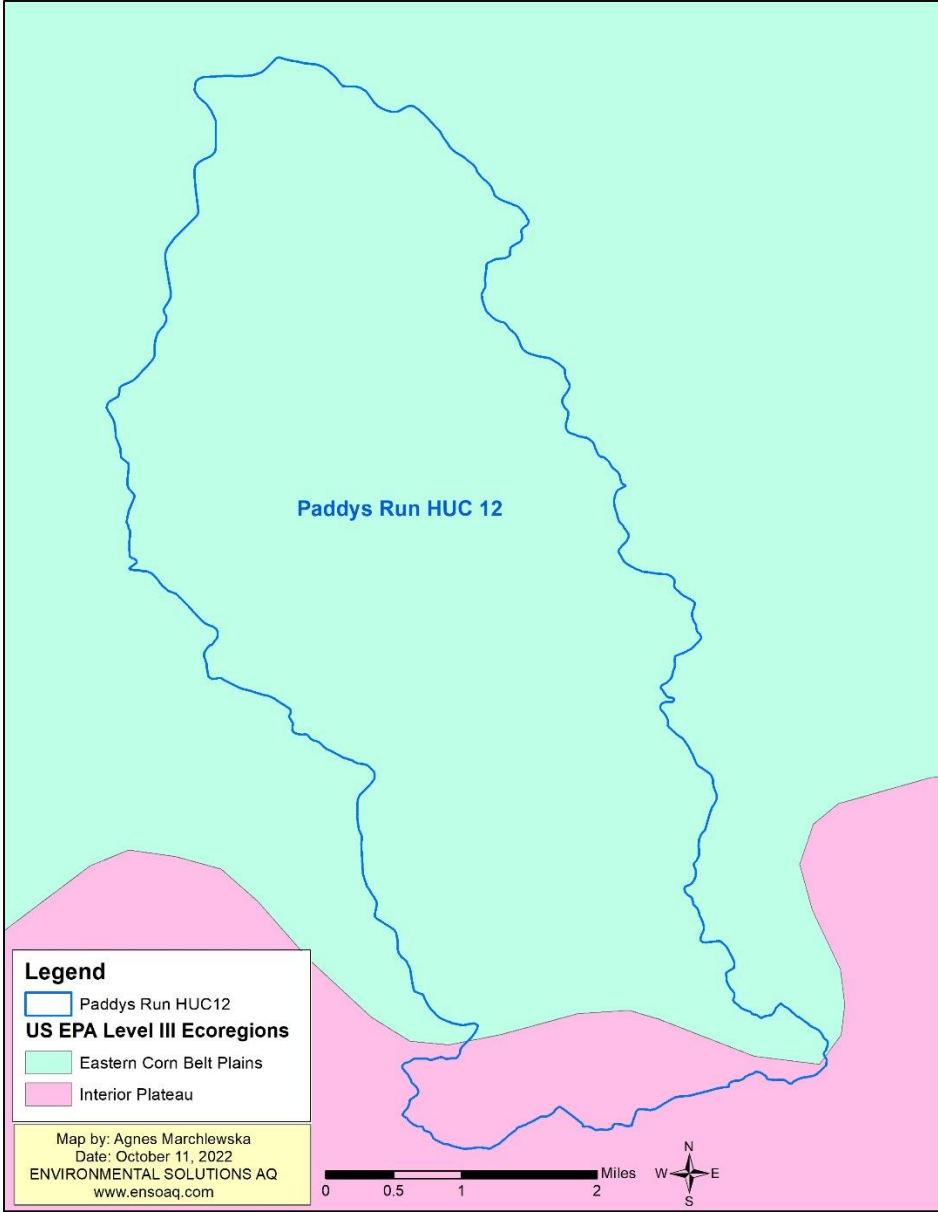 Paddys Run HUC 12
Legend
Paddys Run HUC12
US EPA Level III Ecoregions
Eastern Corn Belt Plains
Interior Plateau
Map by: Agnes Marchlewska
Date: October 11, 2022
ENVIRONMENTAL SOLUTIONS AQ
www.ensoaq.com
Miles
0 0.5 1 2
N
W E
S